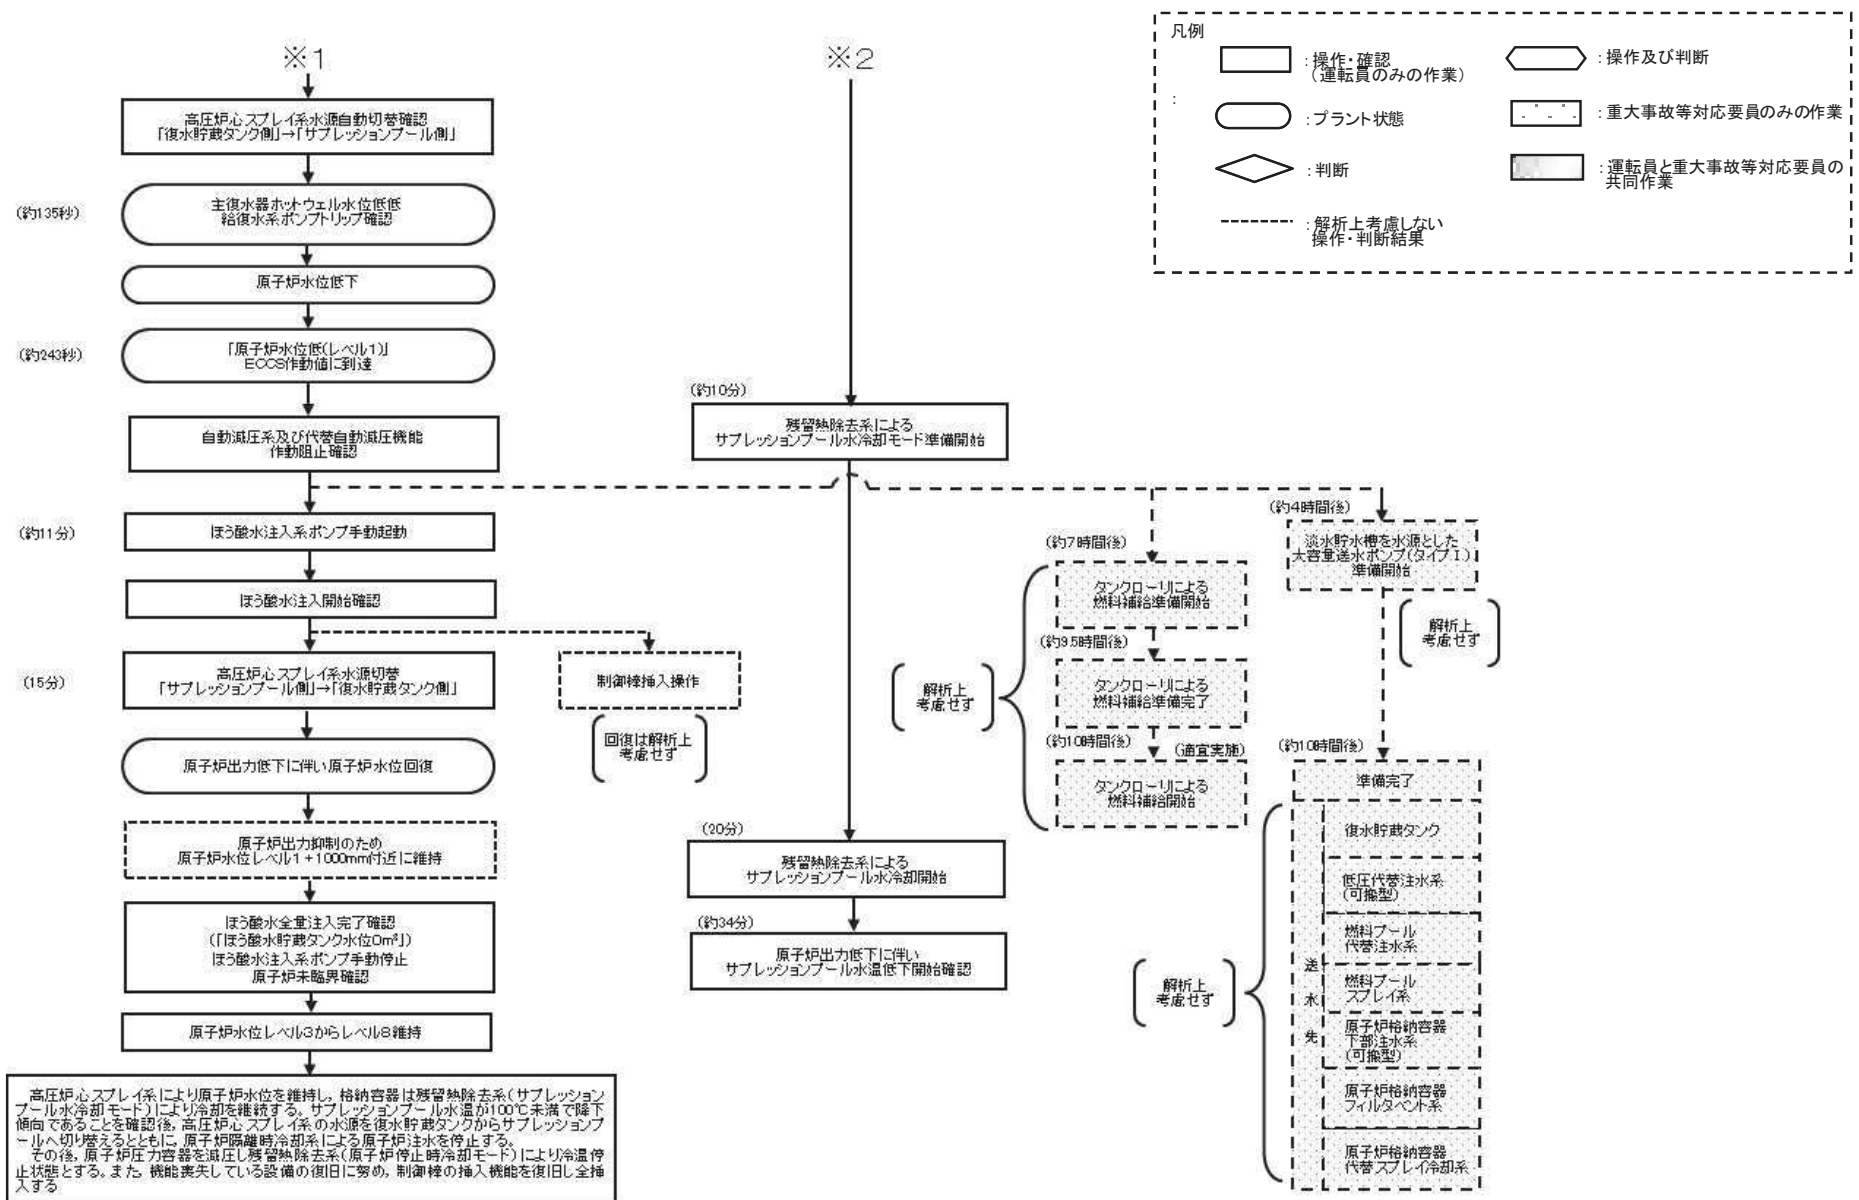 ※1
高圧炉心スプレイ系水源自動切替確認
「復水貯蔵タンク側」→「サプレッションプール側」
(約135秒)
主復水器ホットウェル水位低低
給復水系ポンプトリップ確認
原子炉水位低下
(約243秒)
「原子炉水位低(レベル1)」
ECCS作動値に到達
自動減圧系及び代替自動減圧機能
作動阻止確認
(約11分)
ほう酸水注入系ポンプ手動起動
ほう酸水注入開始確認
(15分)
高圧炉心スプレイ系水源切替
「サプレッションプール側」→「復水貯蔵タンク側」
制御棒挿入操作
回復は解析上
考慮せず
原子炉出力低下に伴い原子炉水位回復
原子炉出力抑制のため
原子炉水位レベル1+1000mm付近に維持
ほう酸水全量注入完了確認
(「ほう酸水貯蔵タンク水位0m³」)
ほう酸水注入系ポンプ手動停止
原子炉未臨界確認
原子炉水位レベル3からレベル8維持
高圧炉心スプレイ系により原子炉水位を維持し、格納容器は残留熱除去系(サプレッション
プール水冷却モード)により冷却を継続する。サプレッションプール水温が100℃未満で降下
傾向であることを確認後、高圧炉心スプレイ系の水源を復水貯蔵タンクからサプレッションプ
ールへ切り替えるとともに、原子炉隔離時冷却系による原子炉注水を停止する。
その後、原子炉圧力容器を減圧し残留熱除去系(原子炉停止時冷却モード)により冷温停
止状態とする。また、機能喪失している設備の復旧に努め、制御棒の挿入機能を復旧し全挿
入する
※2
(約10分)
残留熱除去系による
サプレッションプール水冷却モード準備開始
(20分)
残留熱除去系による
サプレッションプール水冷却開始
(約34分)
原子炉出力低下に伴い
サプレッションプール水温低下開始確認
凡例
:操作・確認
(運転員のみの作業)
:
:プラント状態
:判断
:解析上考慮しない
操作・判断結果
:操作及び判断
:重大事故等対応要員のみの作業
:運転員と重大事故等対応要員の
共同作業
(約7時間後)
タンクローリによる
燃料補給準備開始
(約9.5時間後)
タンクローリによる
燃料補給準備完了
(約10時間後)
(適宜実施)
タンクローリによる
燃料補給開始
解析上
考慮せず
(約4時間後)
淡水貯水槽を水源とした
大容量送水ポンプ(タイプⅠ)
準備開始
解析上
考慮せず
(約10時間後)
準備完了
送水先
復水貯蔵タンク
低圧代替注水系
(可搬型)
燃料プール
代替注水系
燃料プール
スプレイ系
原子炉格納容器
下部注水系
(可搬型)
原子炉格納容器
フィルタベント系
原子炉格納容器
代替スプレイ冷却系
解析上
考慮せず